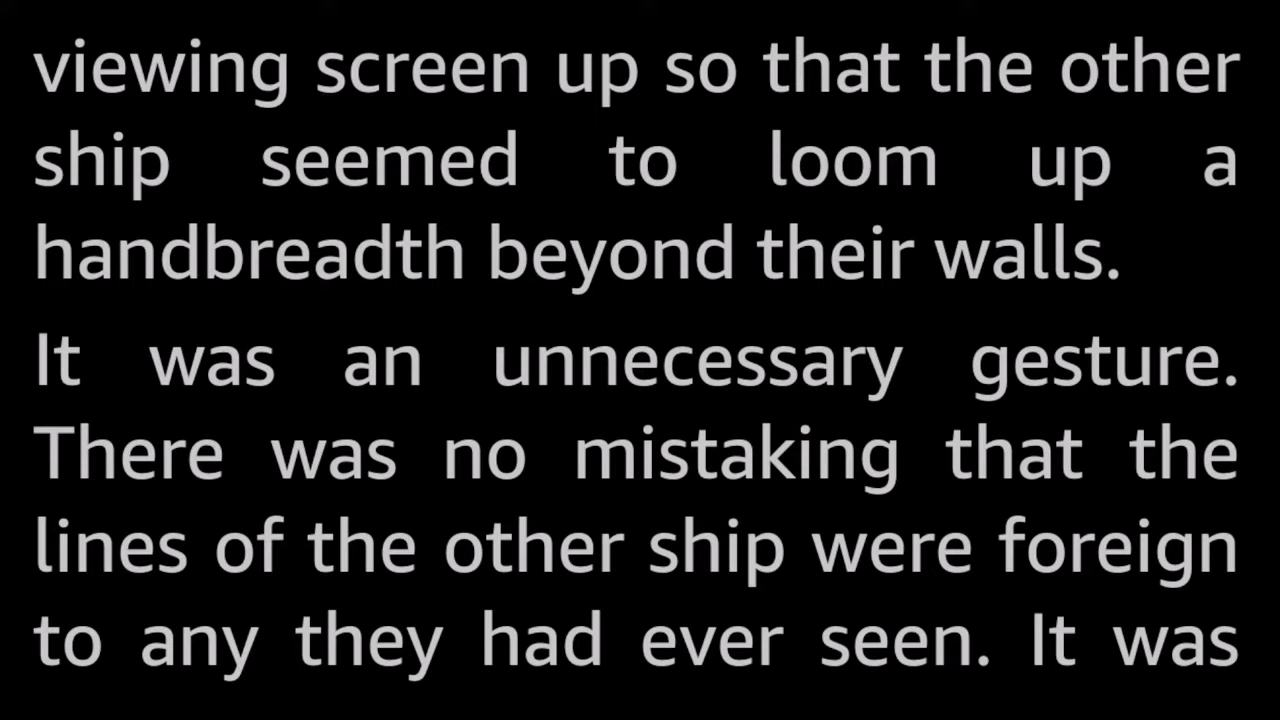 viewing screen up so that the other
ship seemed to loom up a
handbreadth beyond their walls.
It was an unnecessary gesture.
There was no mistaking that the
lines of the other ship were foreign
to any they had ever seen. It was